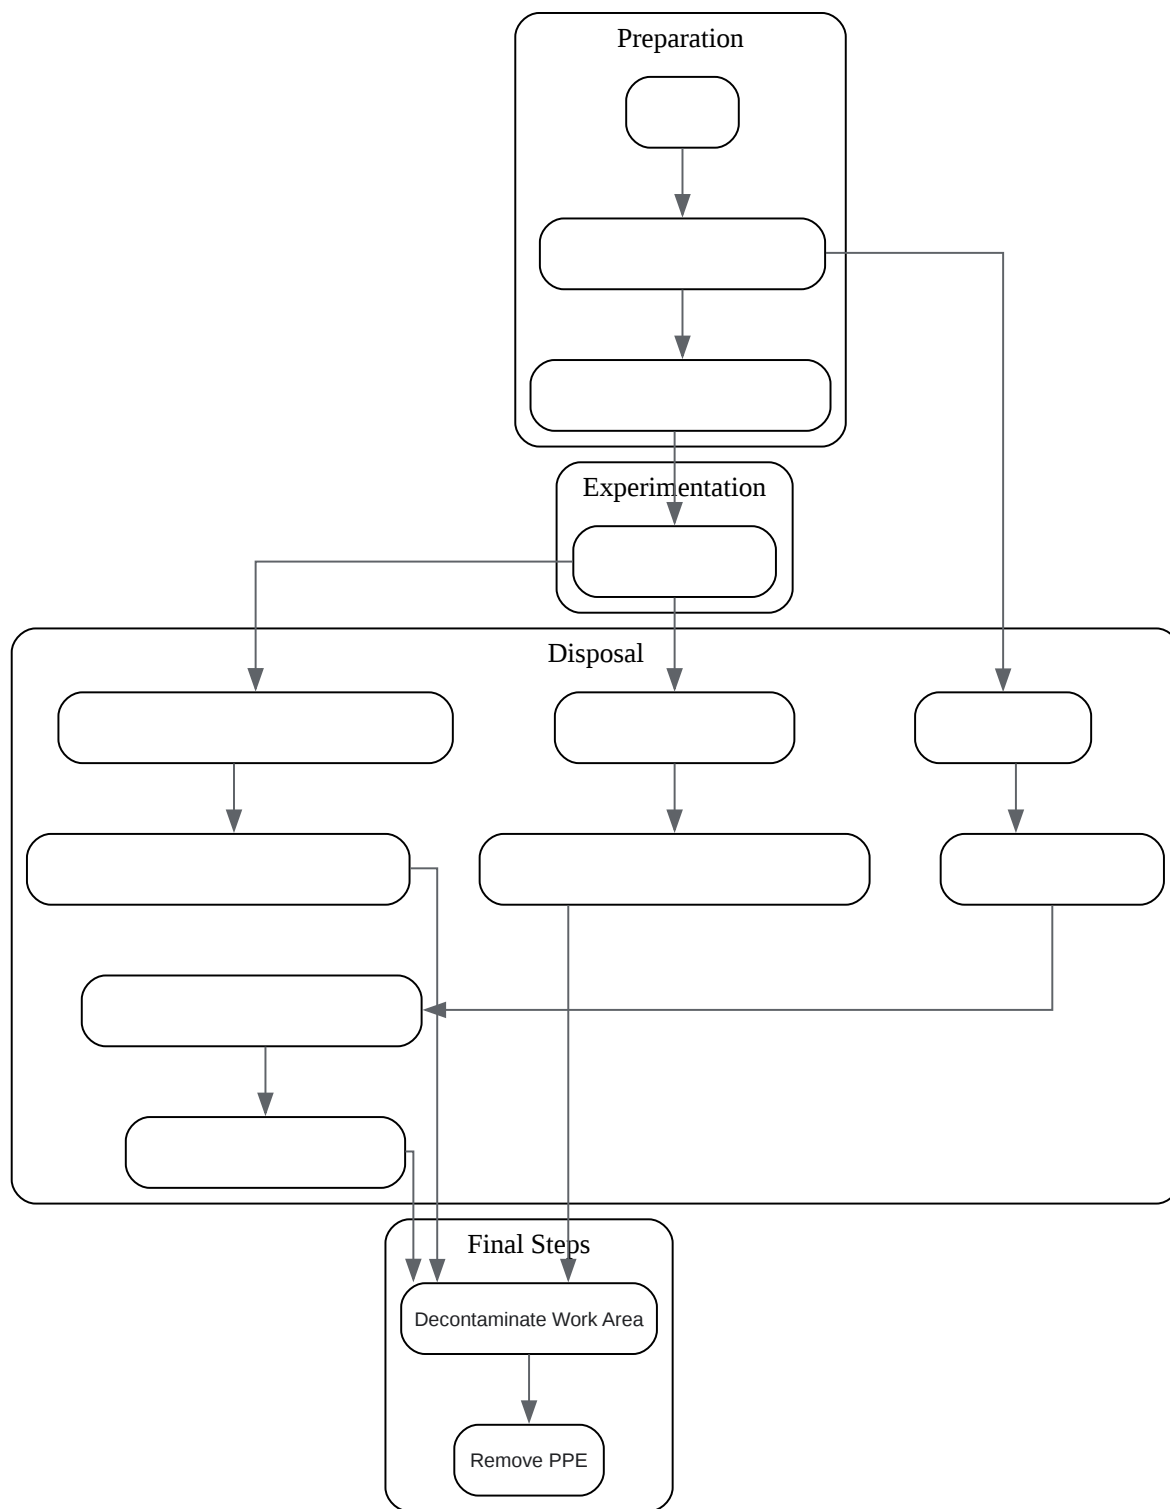 Preparation
Experimentation
Disposal
Final Steps
Decontaminate Work Area
Remove PPE